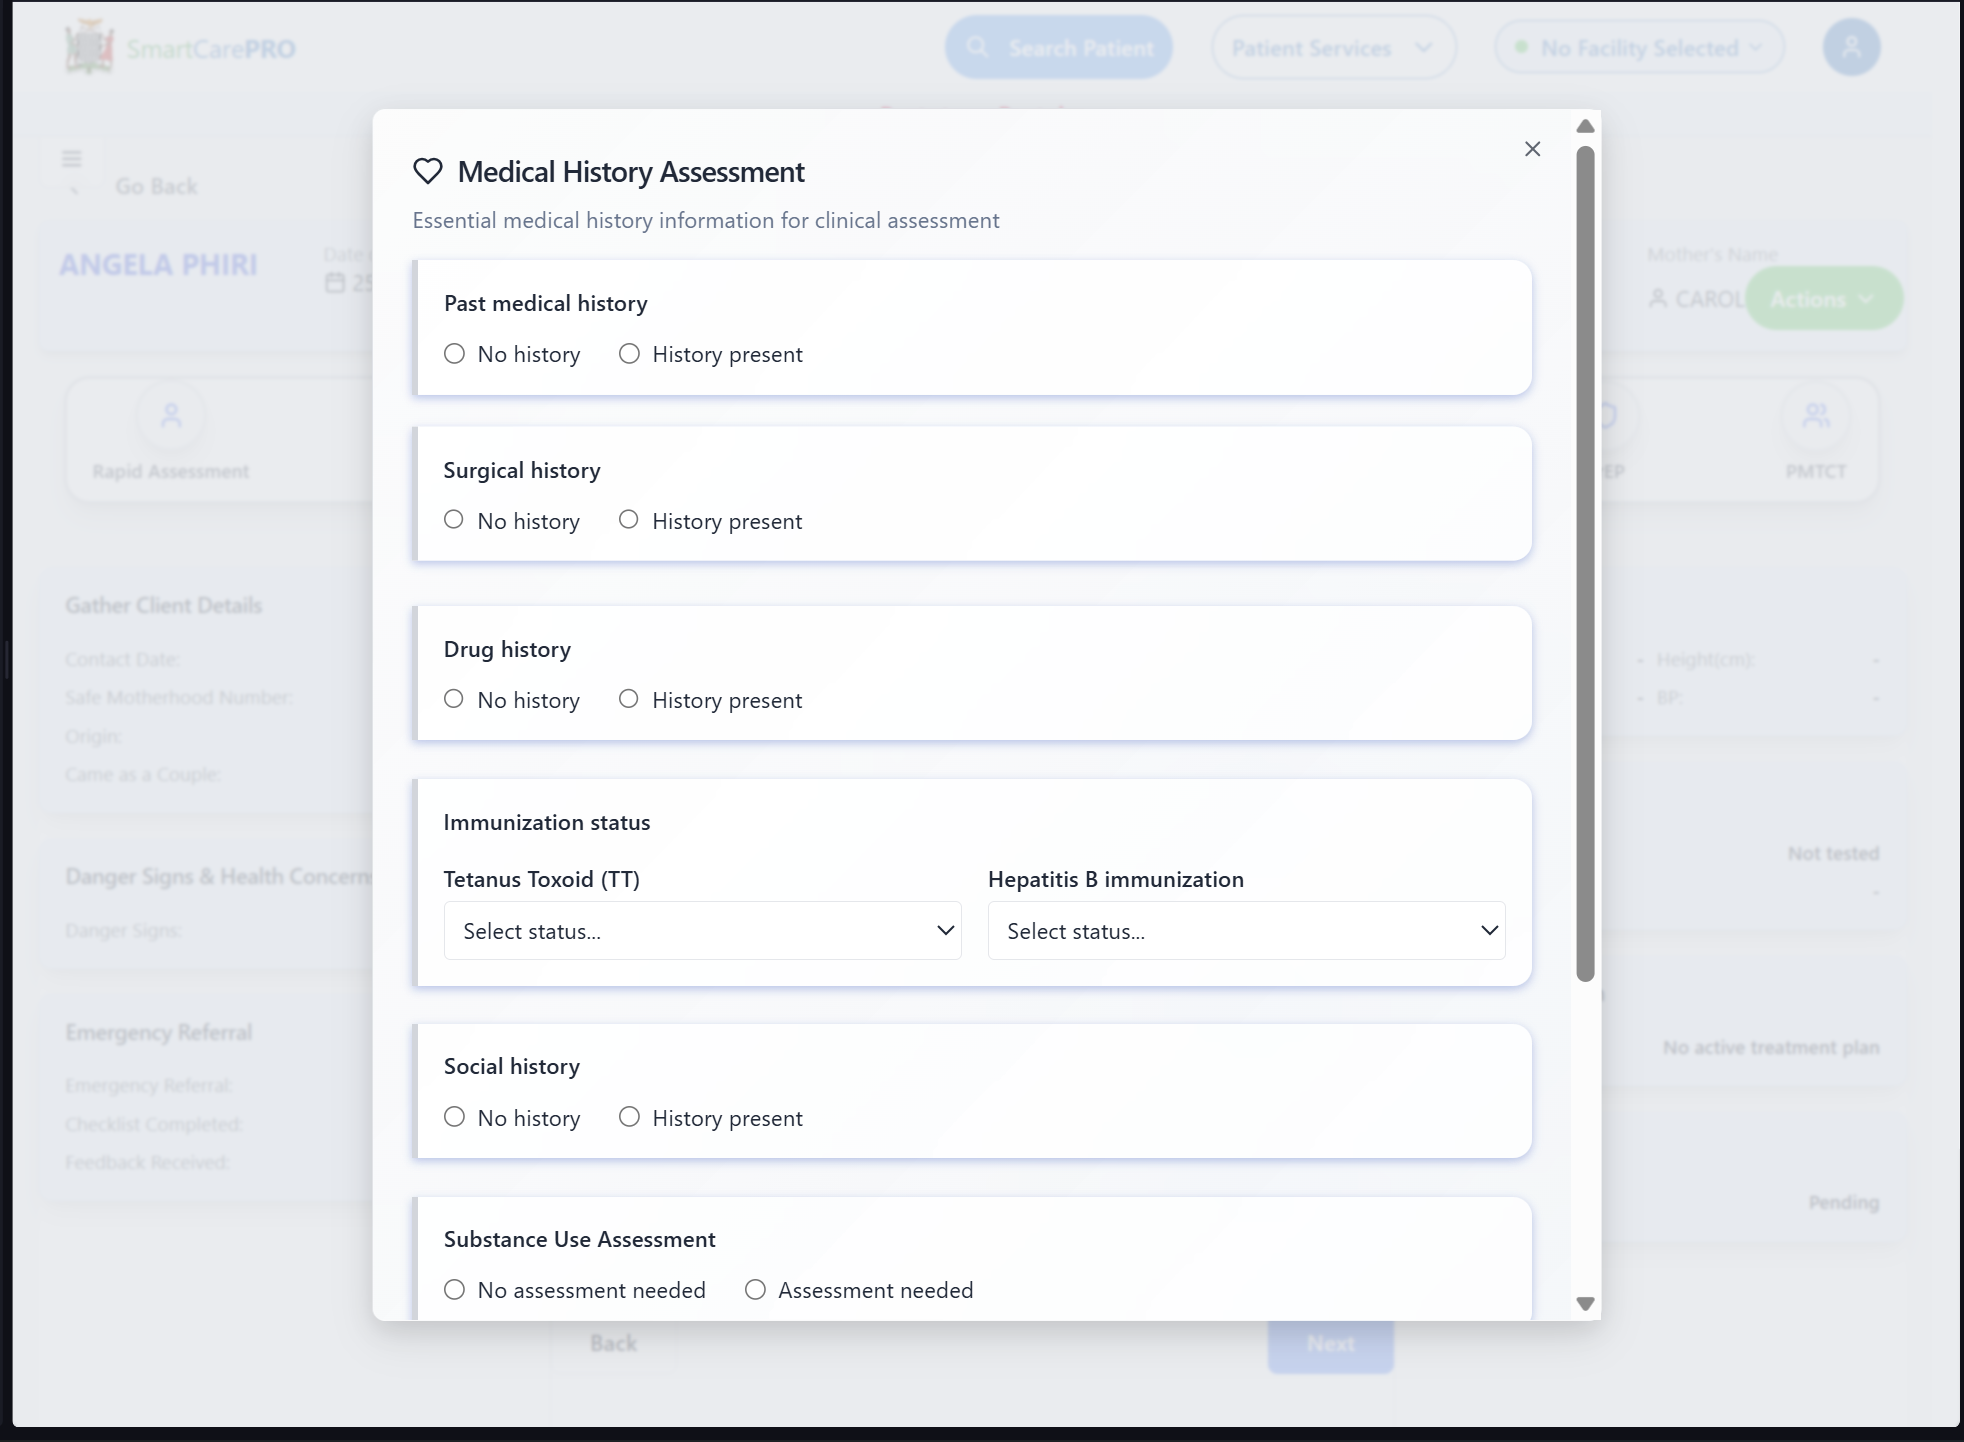 SmartCarePRO
Search Patient
Patient Services
No Facility Selected
Go Back
ANGELA PHIRI
Date
25
Mother's Name
CAROL
Actions
Rapid Assessment
PMTCT
Medical History Assessment
Essential medical history information for clinical assessment
Past medical history
No history History present
Surgical history
No history History present
Drug history
No history History present
Immunization status
Tetanus Toxoid (TT) Hepatitis B immunization
Select status... Select status...
Social history
No history History present
Substance Use Assessment
No assessment needed Assessment needed
Gather Client Details
Contact Date:
Safe Motherhood Number:
Origin:
Came as a Couple:
Danger Signs & Health Concerns
Danger Signs:
Emergency Referral
Emergency Referral:
Checklist Completed:
Feedback Received:
- Height(cm): -
- BP: -
Not tested
-
No active treatment plan
Pending
Back
Next